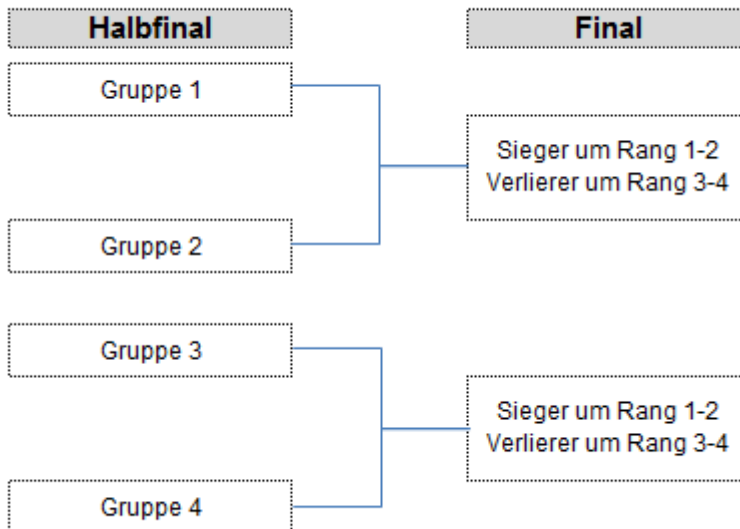 Halbfinal
Final
Gruppe 1
Sieger um Rang 1-2
Verlierer um Rang 3-4
Gruppe 2
Gruppe 3
Sieger um Rang 1-2
Verlierer um Rang 3-4
Gruppe 4